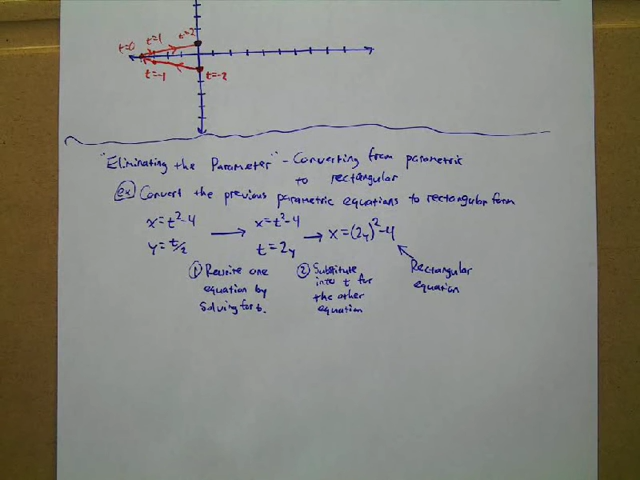 t=0 t=1 t=2
t=-1 t=-2
"Eliminating the Parameter" - Converting from parametric
to rectangular
ex Convert the previous parametric equations to rectangular form
x=t²-4 → x=t²-4 → x=(2y)²-4
y=t/2 t=2y
① Rewrite one
equation by
solving for t.
② Substitute
into t for
the other
equation
Rectangular
equation